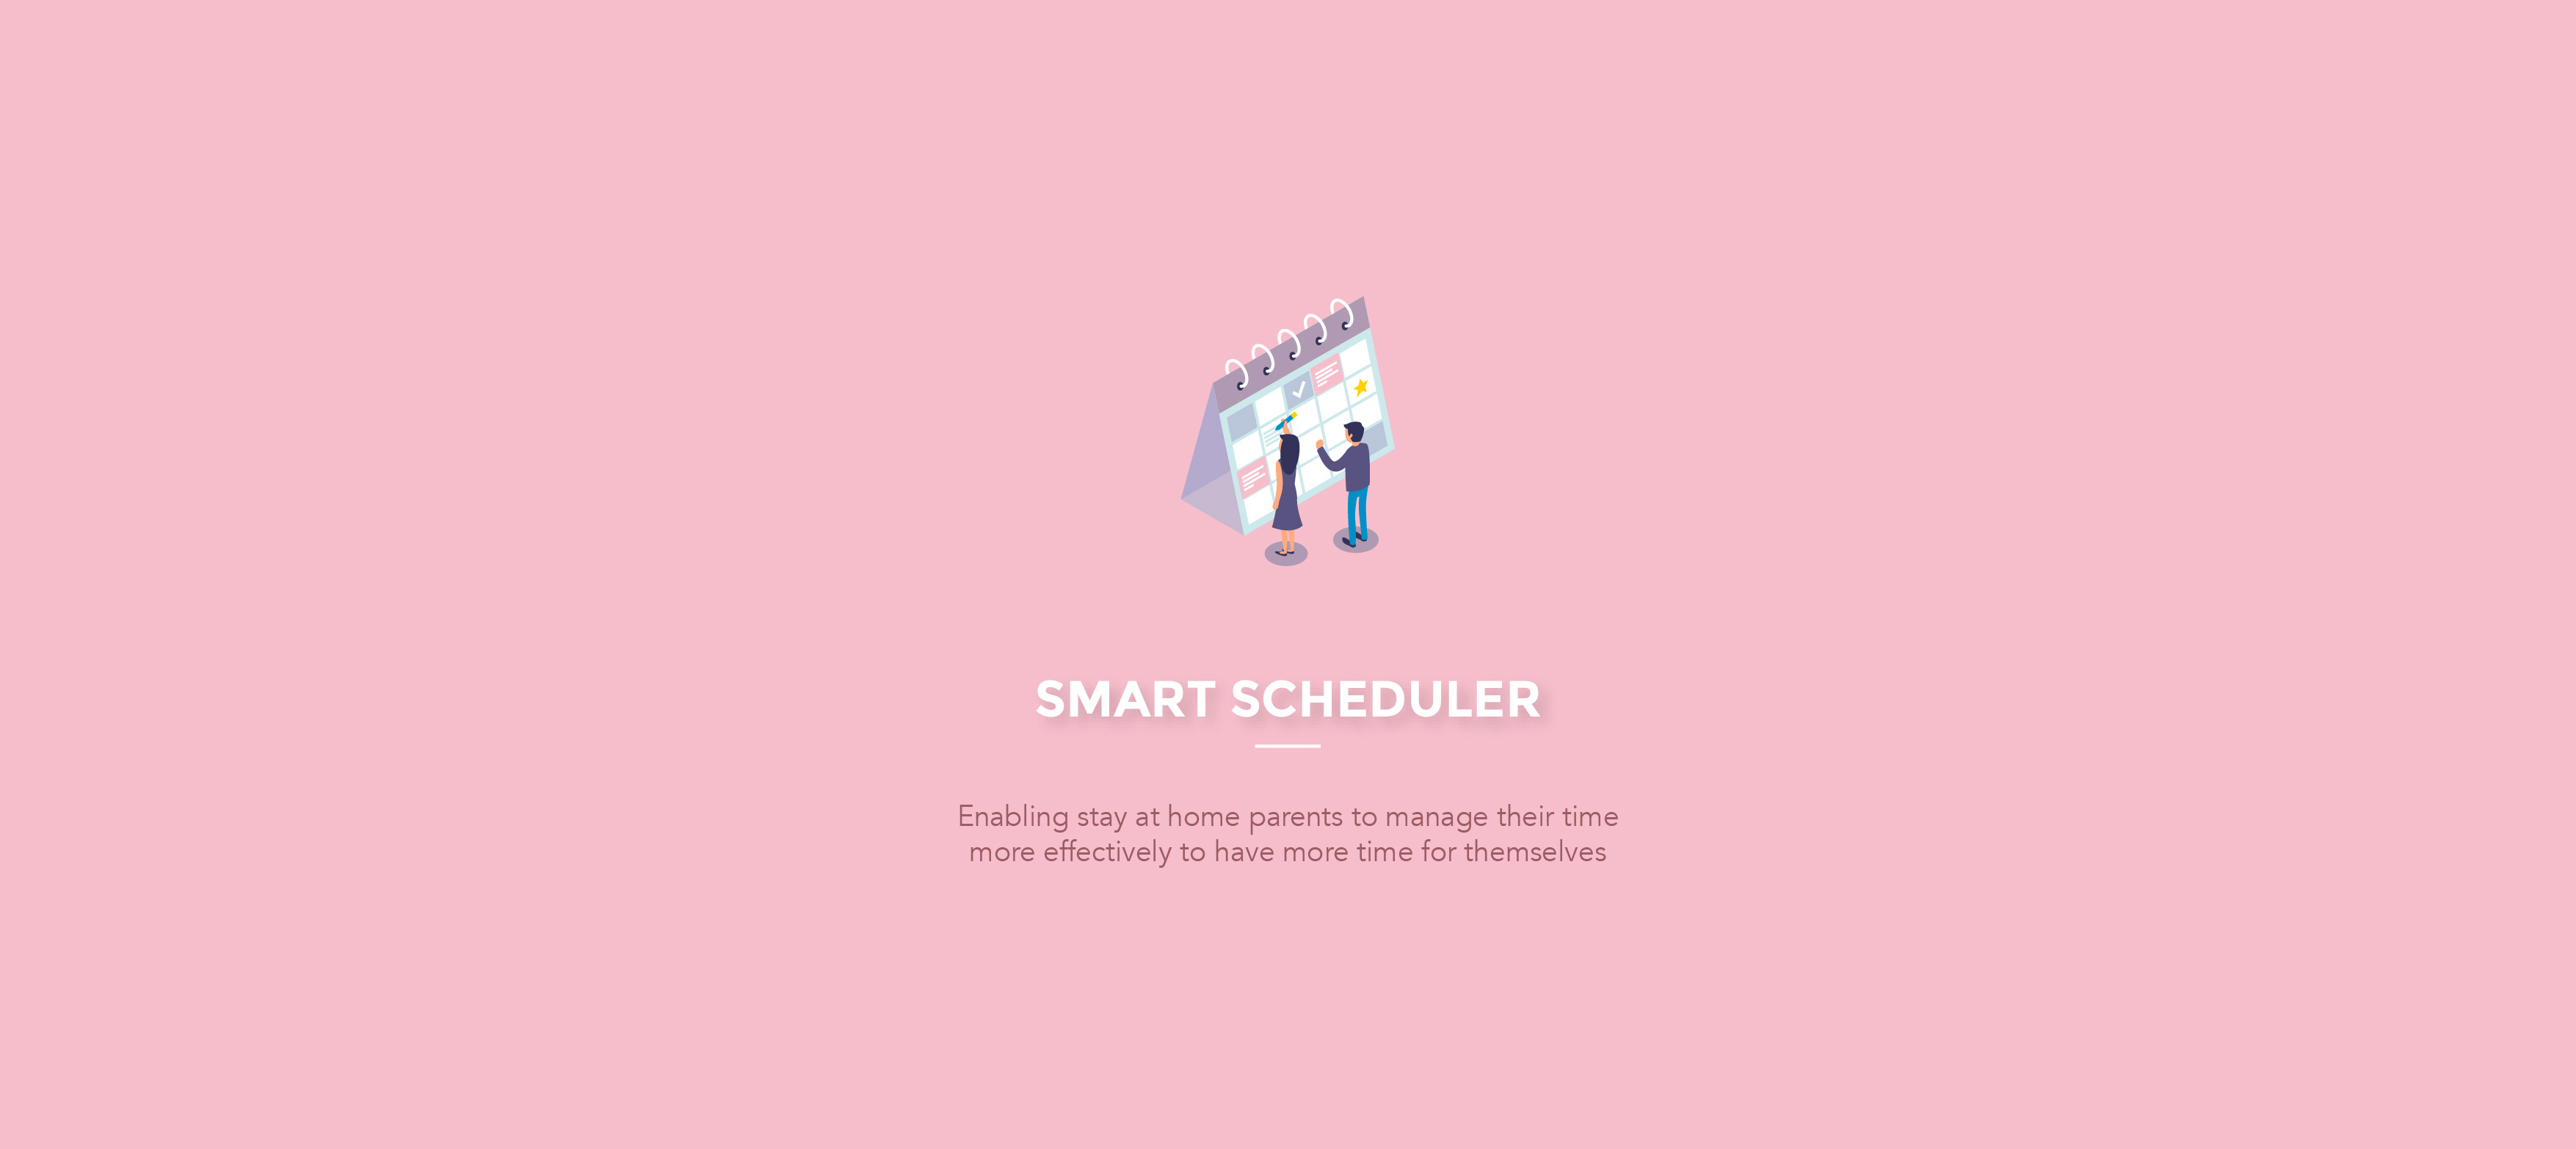 SMART SCHEDULER
Enabling stay at home parents to manage their time
more effectively to have more time for themselves